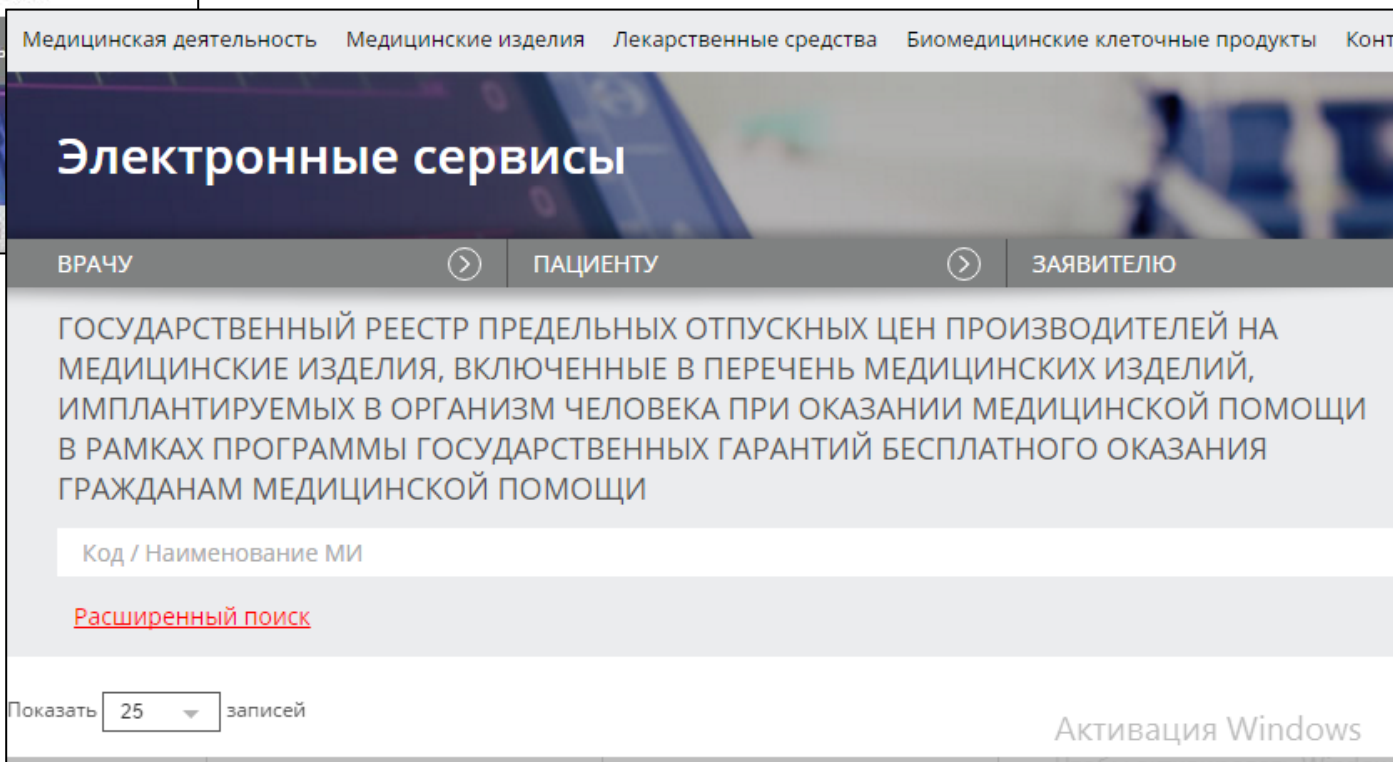 Медицинская деятельность Медицинские изделия Лекарственные средства Биомедицинские клеточные продукты
Электронные сервисы
ВРАЧУ ПАЦИЕНТУ ЗАЯВИТЕЛЮ
ГОСУДАРСТВЕННЫЙ РЕЕСТР ПРЕДЕЛЬНЫХ ОТПУСКНЫХ ЦЕН ПРОИЗВОДИТЕЛЕЙ НА
МЕДИЦИНСКИЕ ИЗДЕЛИЯ, ВКЛЮЧЕННЫЕ В ПЕРЕЧЕНЬ МЕДИЦИНСКИХ ИЗДЕЛИЙ,
ИМПЛАНТИРУЕМЫХ В ОРГАНИЗМ ЧЕЛОВЕКА ПРИ ОКАЗАНИИ МЕДИЦИНСКОЙ ПОМОЩИ
В РАМКАХ ПРОГРАММЫ ГОСУДАРСТВЕННЫХ ГАРАНТИЙ БЕСПЛАТНОГО ОКАЗАНИЯ
ГРАЖДАНАМ МЕДИЦИНСКОЙ ПОМОЩИ
Код / Наименование МИ
Расширенный поиск
Показать 25 записей
Активация Windows